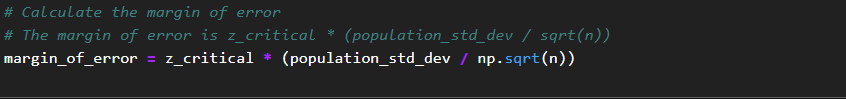 # Calculate the margin of error
# The margin of error is z_critical * (population_std_dev / sqrt(n))
margin_of_error = z_critical * (population_std_dev / np.sqrt(n))